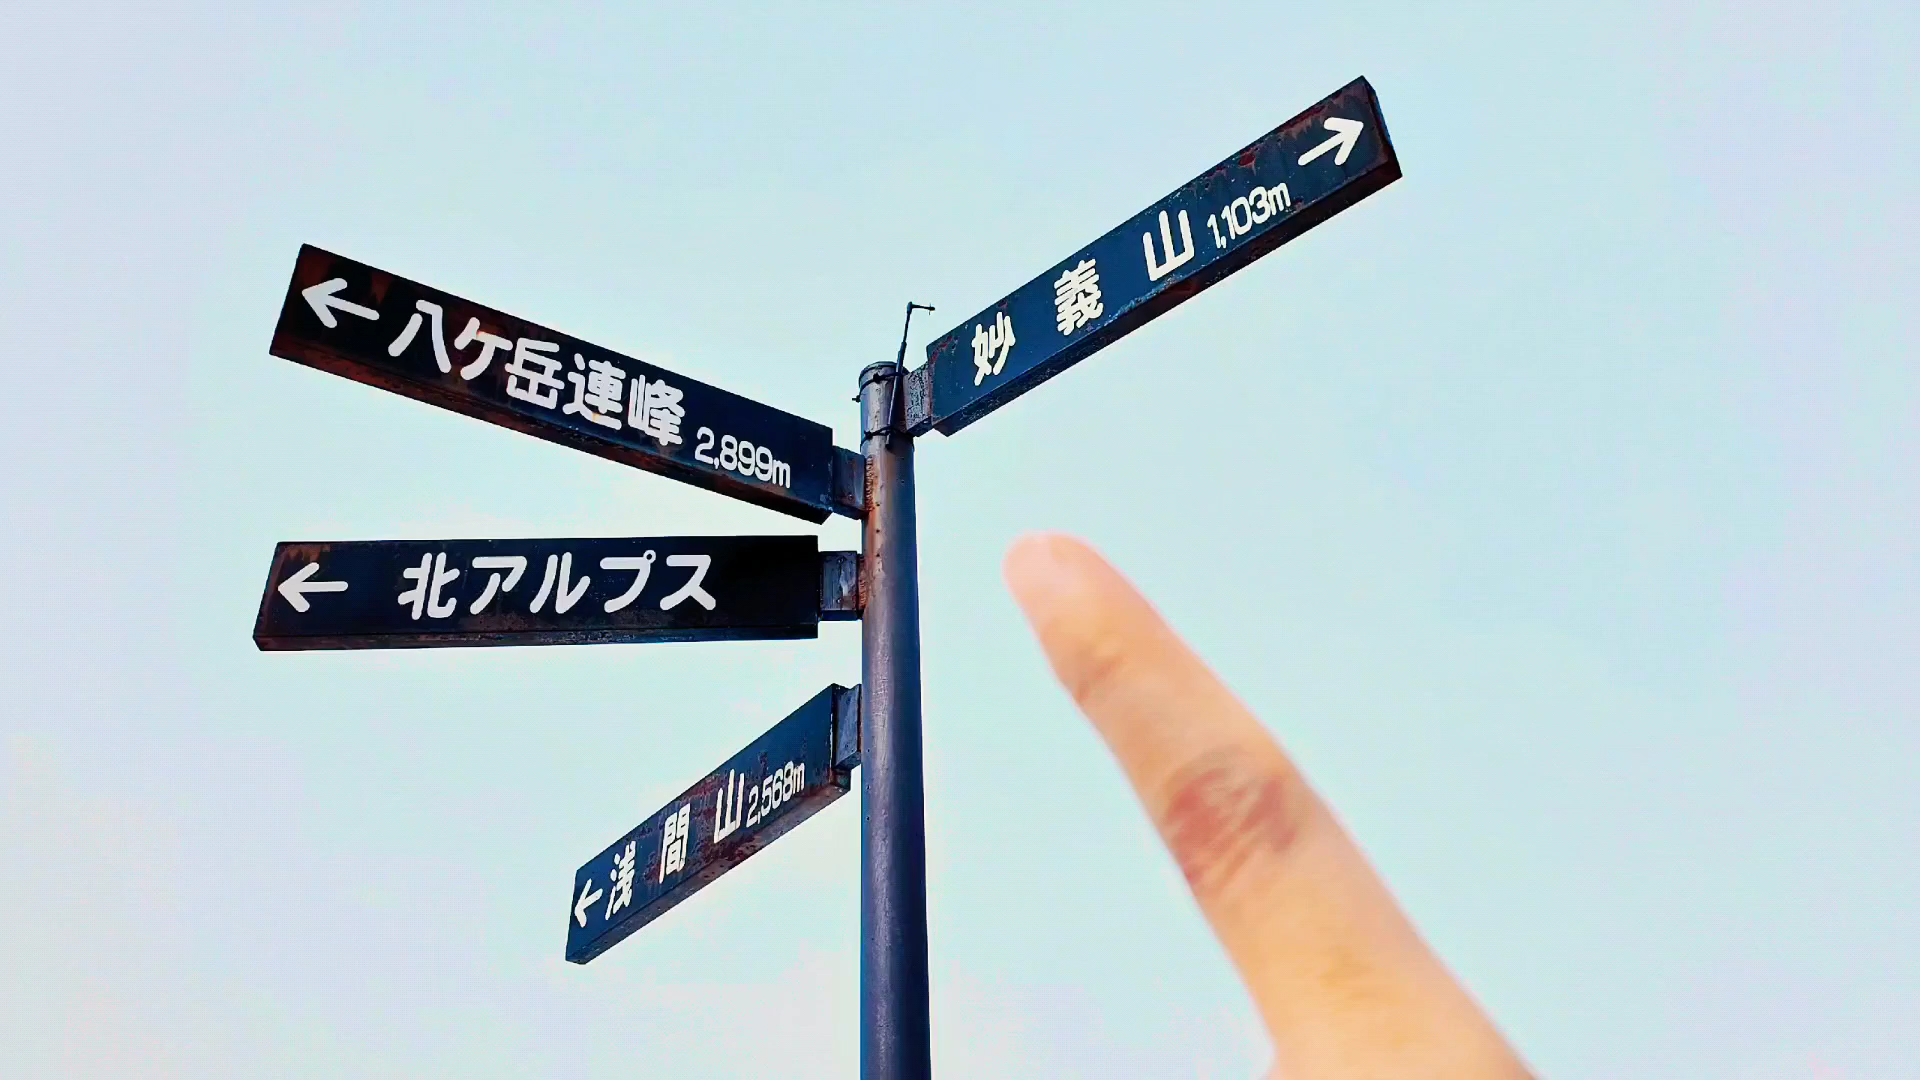 妙義山 1,103m →
← 八ケ岳連峰 2,899m
← 北アルプス
← 浅間山 2,568m